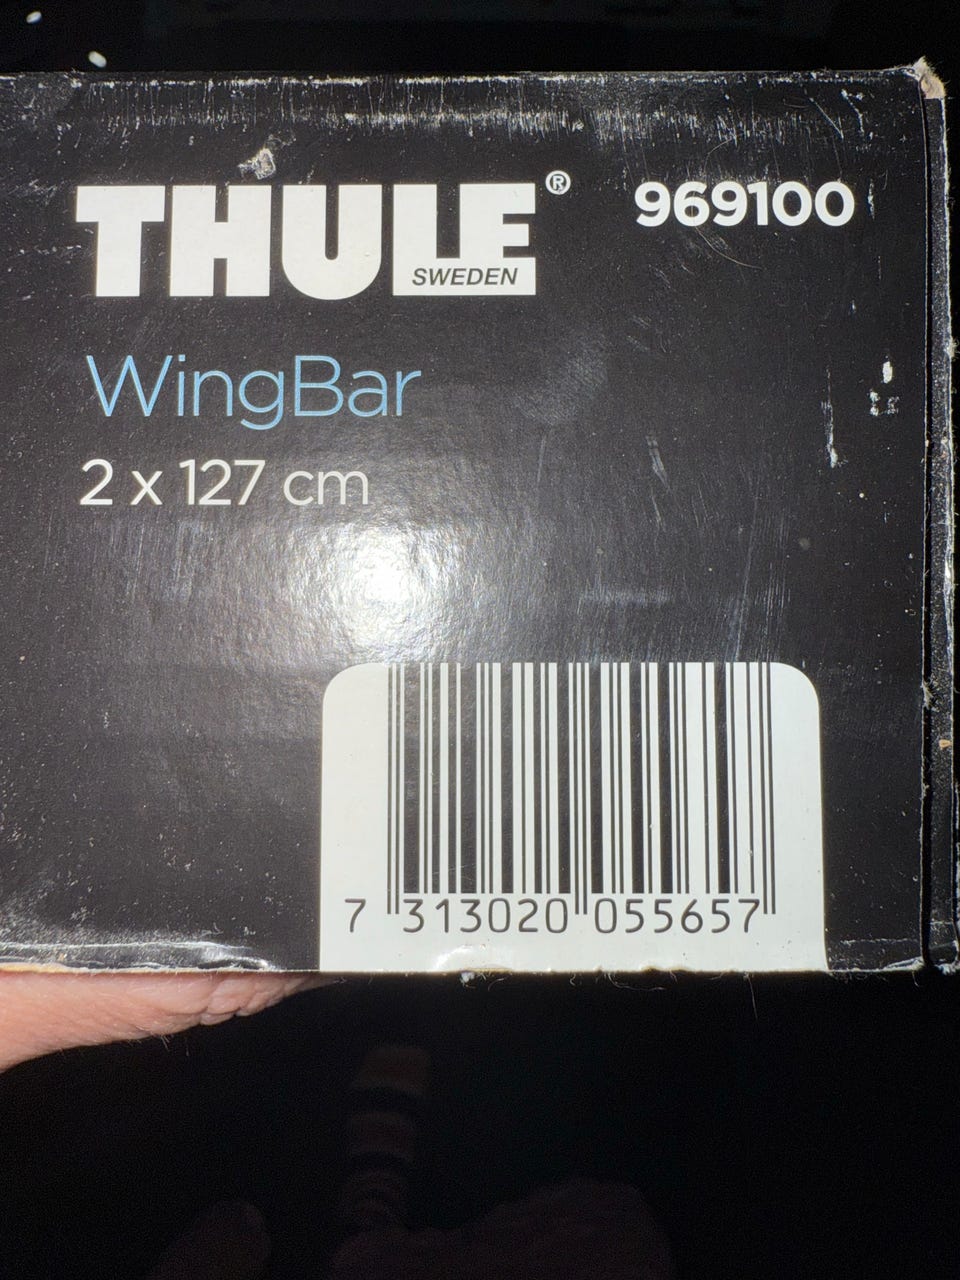 THULE® 969100
SWEDEN
WingBar
2 x 127 cm
7 313020 055657